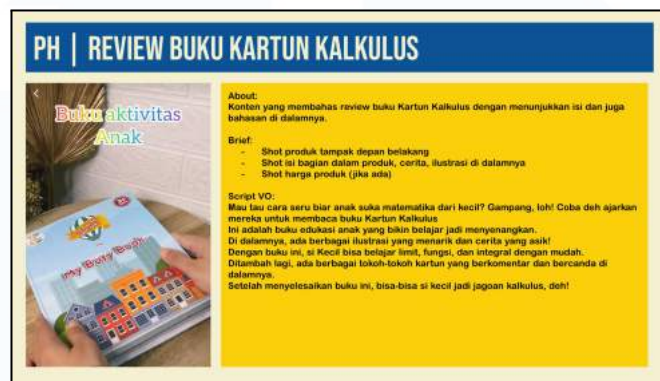 PH | REVIEW BUKU KARTUN KALKULUS
Buku aktivitas
Anak
My Busy Book
About:
Konten yang membahas review buku Kartun Kalkulus dengan menunjukkan isi dan juga
bahasan di dalamnya.
Brief:
- Shot produk tampak depan belakang
- Shot isi bagian dalam produk, cerita, ilustrasi di dalamnya
- Shot harga produk (jika ada)
Script VO:
Mau tau cara seru biar anak suka matematika dari kecil? Gampang, loh! Coba deh ajarkan
mereka untuk membaca buku Kartun Kalkulus
Ini adalah buku edukasi anak yang bikin belajar jadi menyenangkan.
Di dalamnya, ada berbagai ilustrasi yang menarik dan cerita yang asik!
Dengan buku ini, si Kecil bisa belajar limit, fungsi, dan integral dengan mudah.
Ditambah lagi, ada berbagai tokoh-tokoh kartun yang berkomentar dan bercanda di
dalamnya.
Setelah menyelesaikan buku ini, bisa-bisa si kecil jadi jagoan kalkulus, deh!